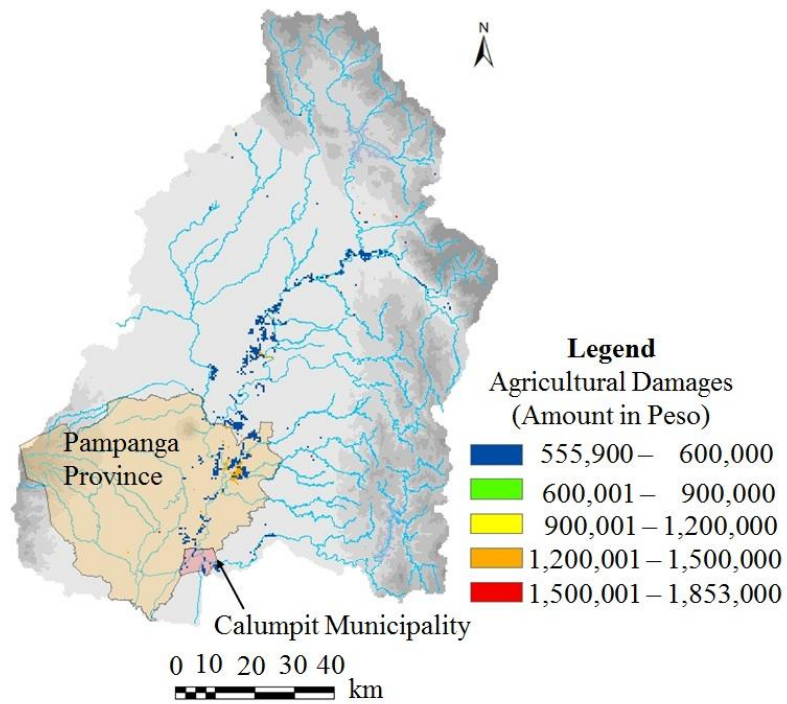 N
Pampanga
Province
Legend
Agricultural Damages
(Amount in Peso)
555,900 – 600,000
600,001 – 900,000
900,001 – 1,200,000
1,200,001 – 1,500,000
1,500,001 – 1,853,000
Calumpit Municipality
0 10 20 30 40
km